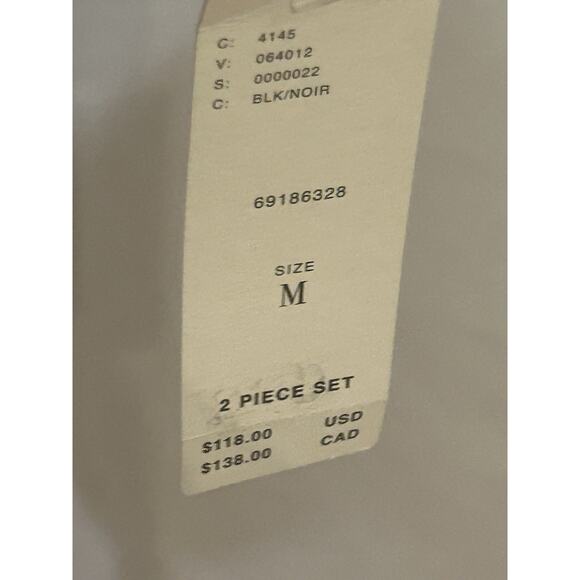 C: 4145
V: 064012
S: 0000022
C: BLK/NOIR
69186328
SIZE
M
2 PIECE SET
$118.00 USD
$138.00 CAD